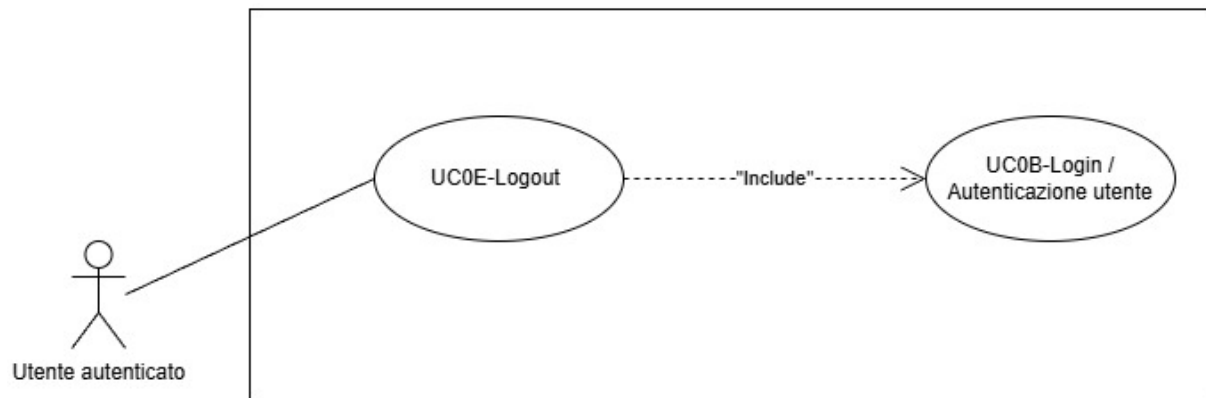 UC0E-Logout
"Include"
UC0B-Login /
Autenticazione utente
Utente autenticato